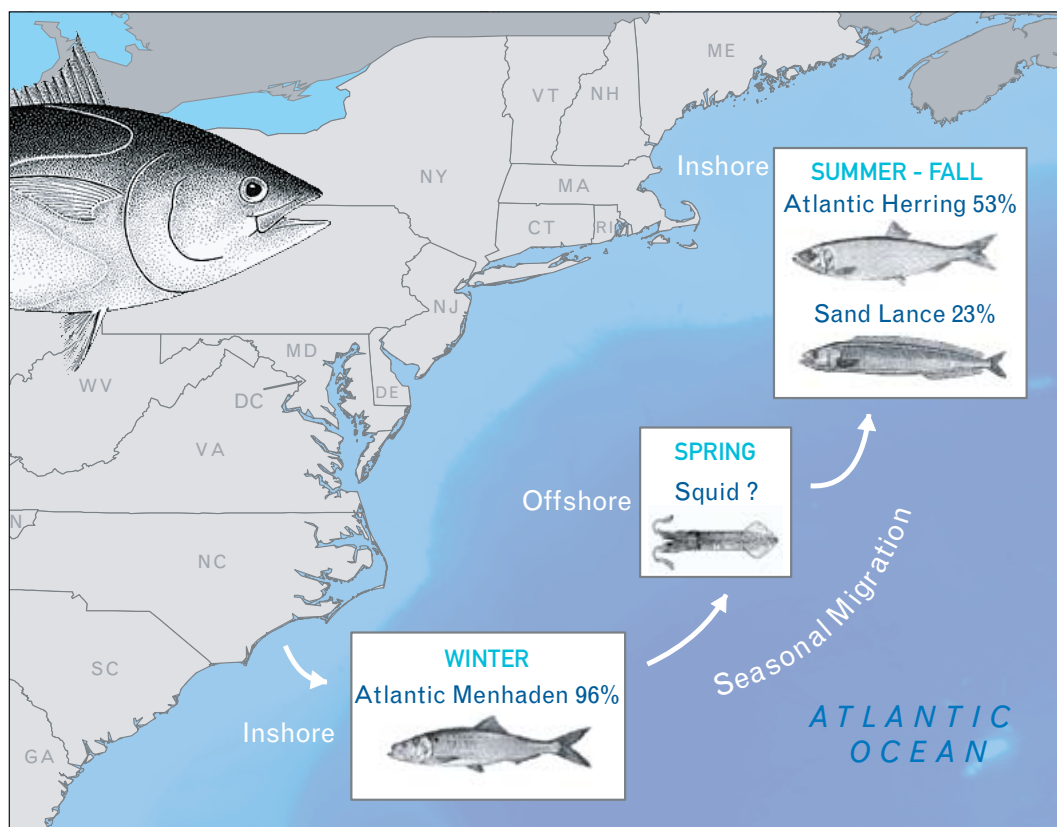 ME
VT
NH
Inshore
SUMMER - FALL
Atlantic Herring 53%
Sand Lance 23%
NY
MA
CT
RI
NJ
MD
WV
DE
DC
VA
SPRING
Squid ?
Offshore
N
NC
Seasonal Migration
SC
WINTER
Atlantic Menhaden 96%
Inshore
GA
ATLANTIC
OCEAN